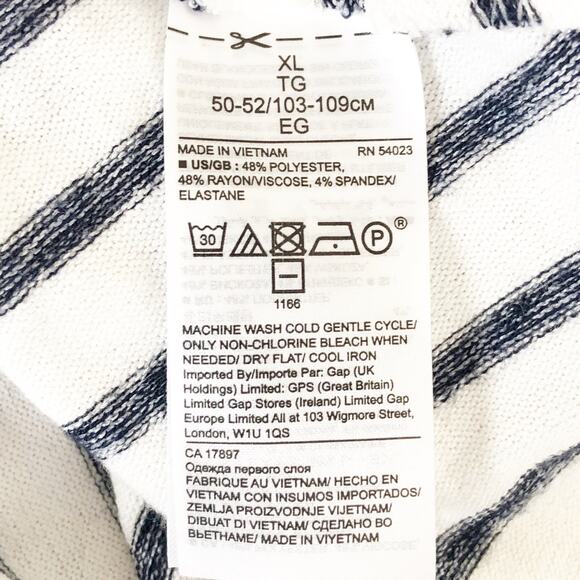 XL
TG
50-52/103-109CM
EG
MADE IN VIETNAM RN 54023
■ US/GB : 48% POLYESTER,
48% RAYON/VISCOSE, 4% SPANDEX/
ELASTANE
30 P ®
1166
MACHINE WASH COLD GENTLE CYCLE/
ONLY NON-CHLORINE BLEACH WHEN
NEEDED/ DRY FLAT/ COOL IRON
Imported By/Importe Par: Gap (UK
Holdings) Limited: GPS (Great Britain)
Limited Gap Stores (Ireland) Limited Gap
Europe Limited All at 103 Wigmore Street,
London, W1U 1QS
CA 17897
Одежда первого слоя
FABRIQUE AU VIETNAM/ HECHO EN
VIETNAM CON INSUMOS IMPORTADOS/
ZEMLJA PROIZVODNJE VIJETNAM/
DIBUAT DI VIETNAM/ СДЕЛАНО ВО
ВЬЕТНАМЕ/ MADE IN VIYETNAM